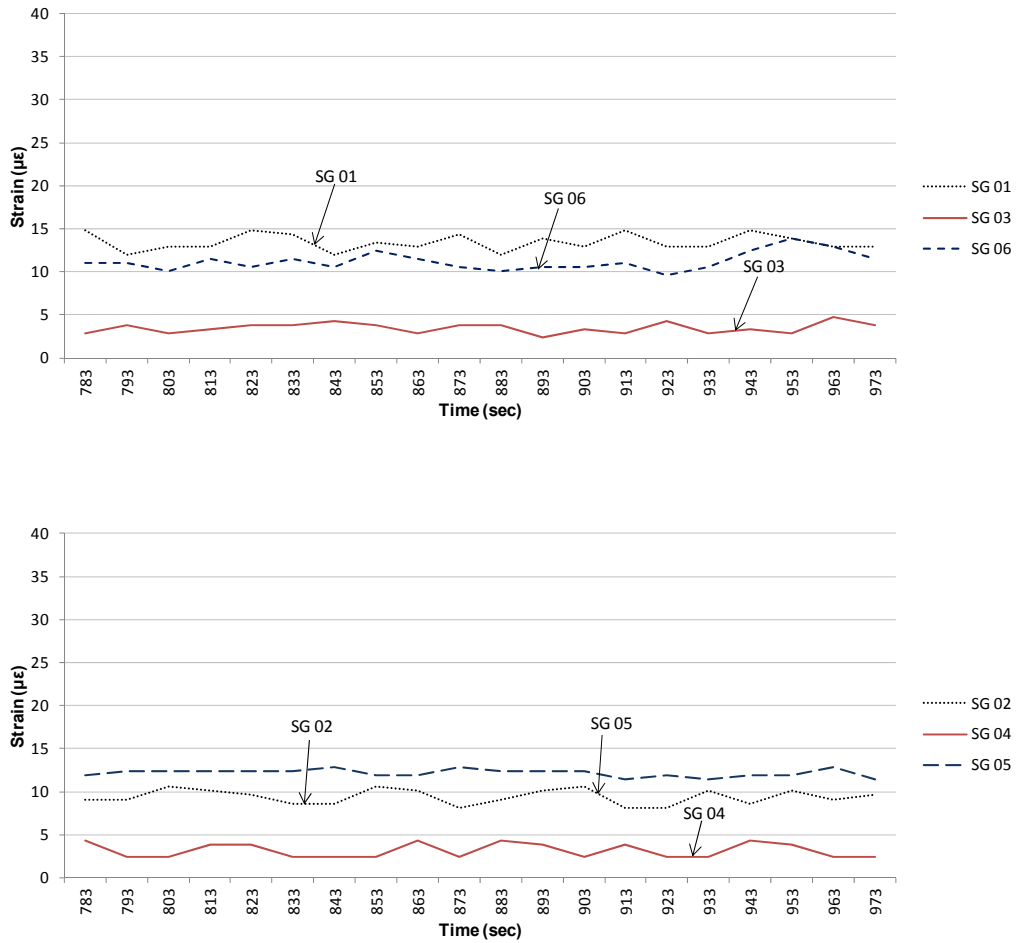 40
35
30
25
20
15
10
5
0
Strain (µε)
SG 01
SG 06
SG 03
783 793 803 813 823 833 843 853 863 873 883 893 903 913 923 933 943 953 963 973
Time (sec)
SG 01
SG 03
SG 06
40
35
30
25
20
15
10
5
0
Strain (µε)
SG 02
SG 05
SG 04
783 793 803 813 823 833 843 853 863 873 883 893 903 913 923 933 943 953 963 973
Time (sec)
SG 02
SG 04
SG 05